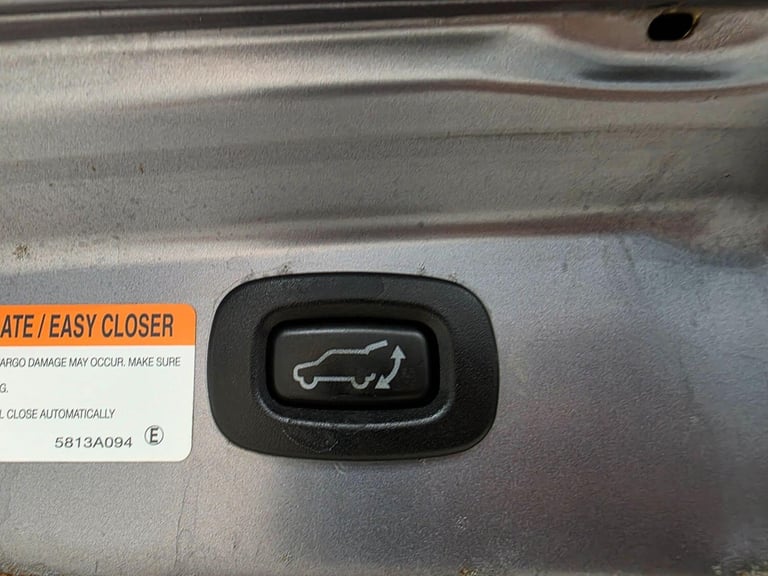 ATE / EASY CLOSER
ARGO DAMAGE MAY OCCUR. MAKE SURE
G.
CLOSE AUTOMATICALLY
5813A094 E